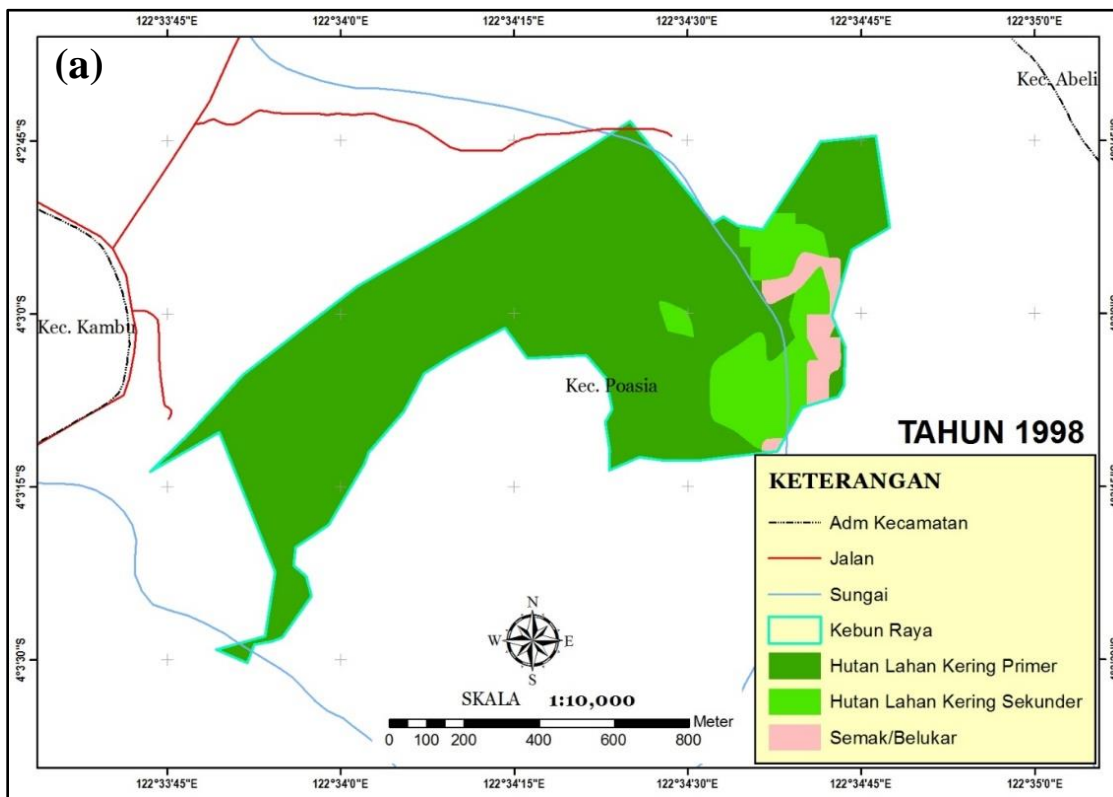 122°33'45"E 122°34'0"E 122°34'15"E 122°34'30"E 122°34'45"E 122°35'0"E
(a)
Kec. Abeli
4°2'45"S
4°3'0"S
Kec. Kambu
Kec. Poasia
TAHUN 1998
4°3'15"S
4°3'30"S
KETERANGAN
Adm Kecamatan
Jalan
Sungai
Kebun Raya
Hutan Lahan Kering Primer
Hutan Lahan Kering Sekunder
Semak/Belukar
N
W E
S
SKALA 1:10,000
Meter
0 100 200 400 600 800
122°33'45"E 122°34'0"E 122°34'15"E 122°34'30"E 122°34'45"E 122°35'0"E